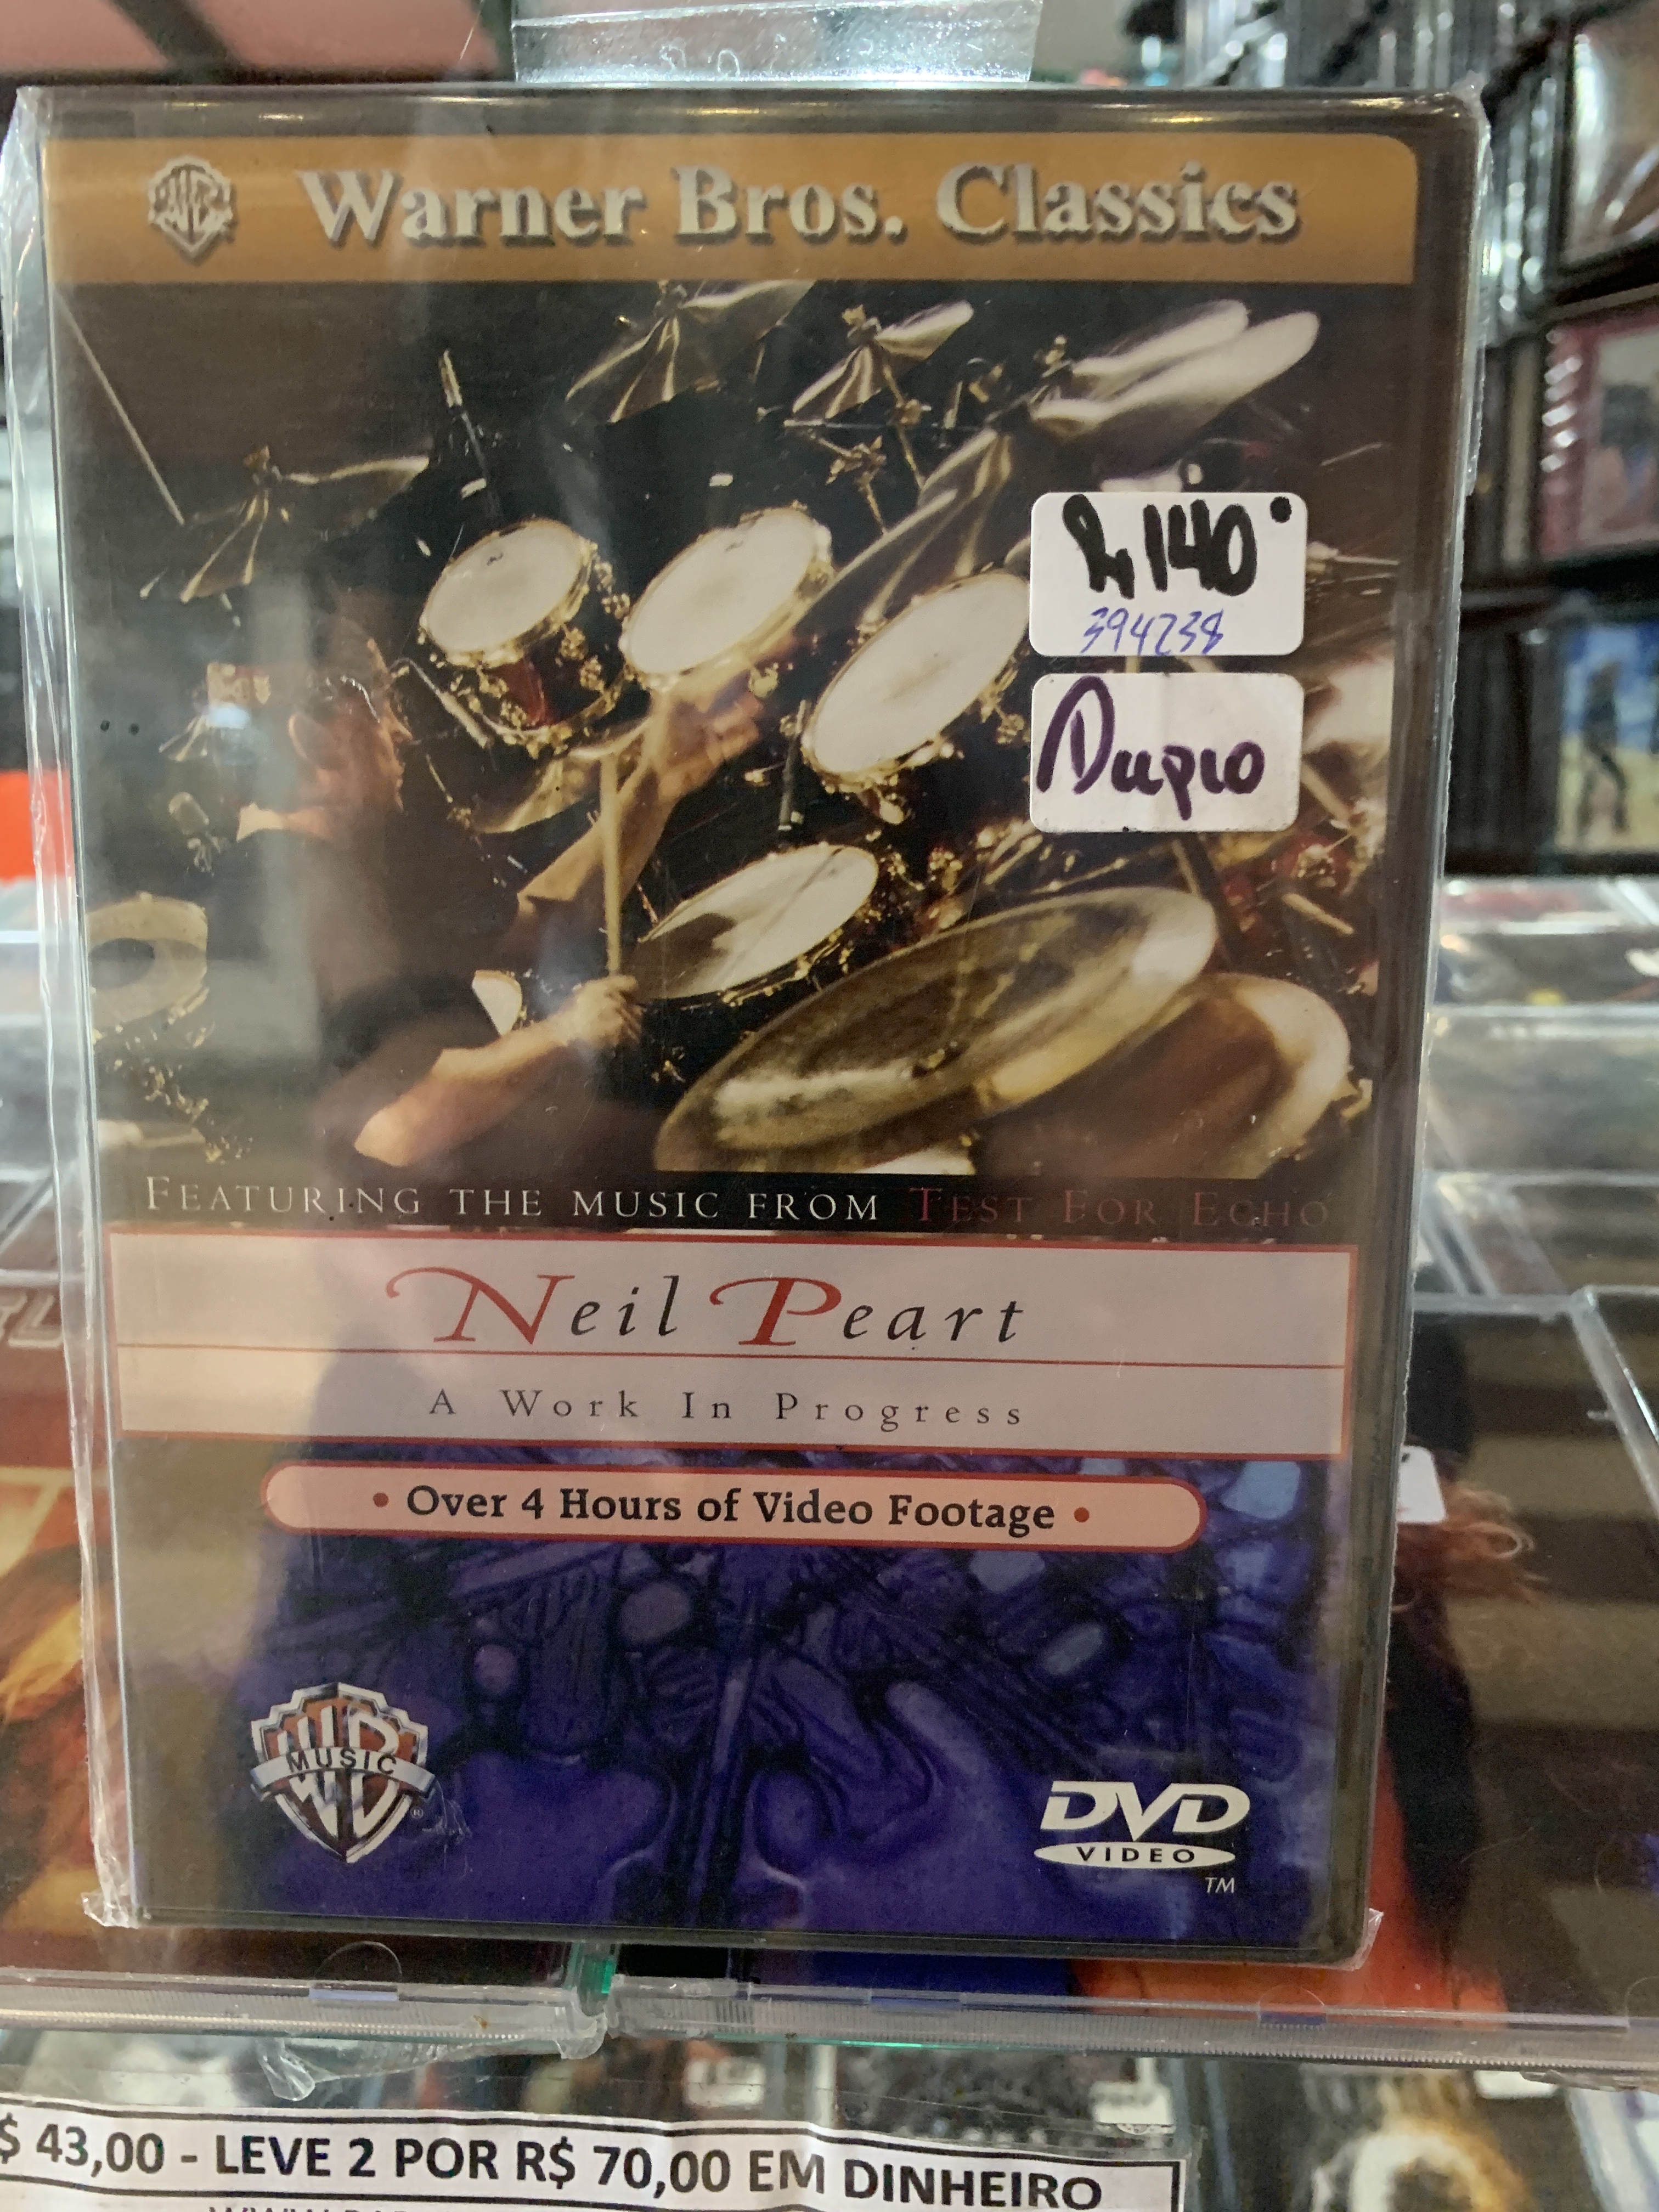 Warner Bros. Classics
R 140
394238
Duplo
FEATURING THE MUSIC FROM TEST FOR ECHO
Neil Peart
A Work In Progress
• Over 4 Hours of Video Footage •
MUSIC
DVD
VIDEO
TM
$ 43,00 - LEVE 2 POR R$ 70,00 EM DINHEIRO